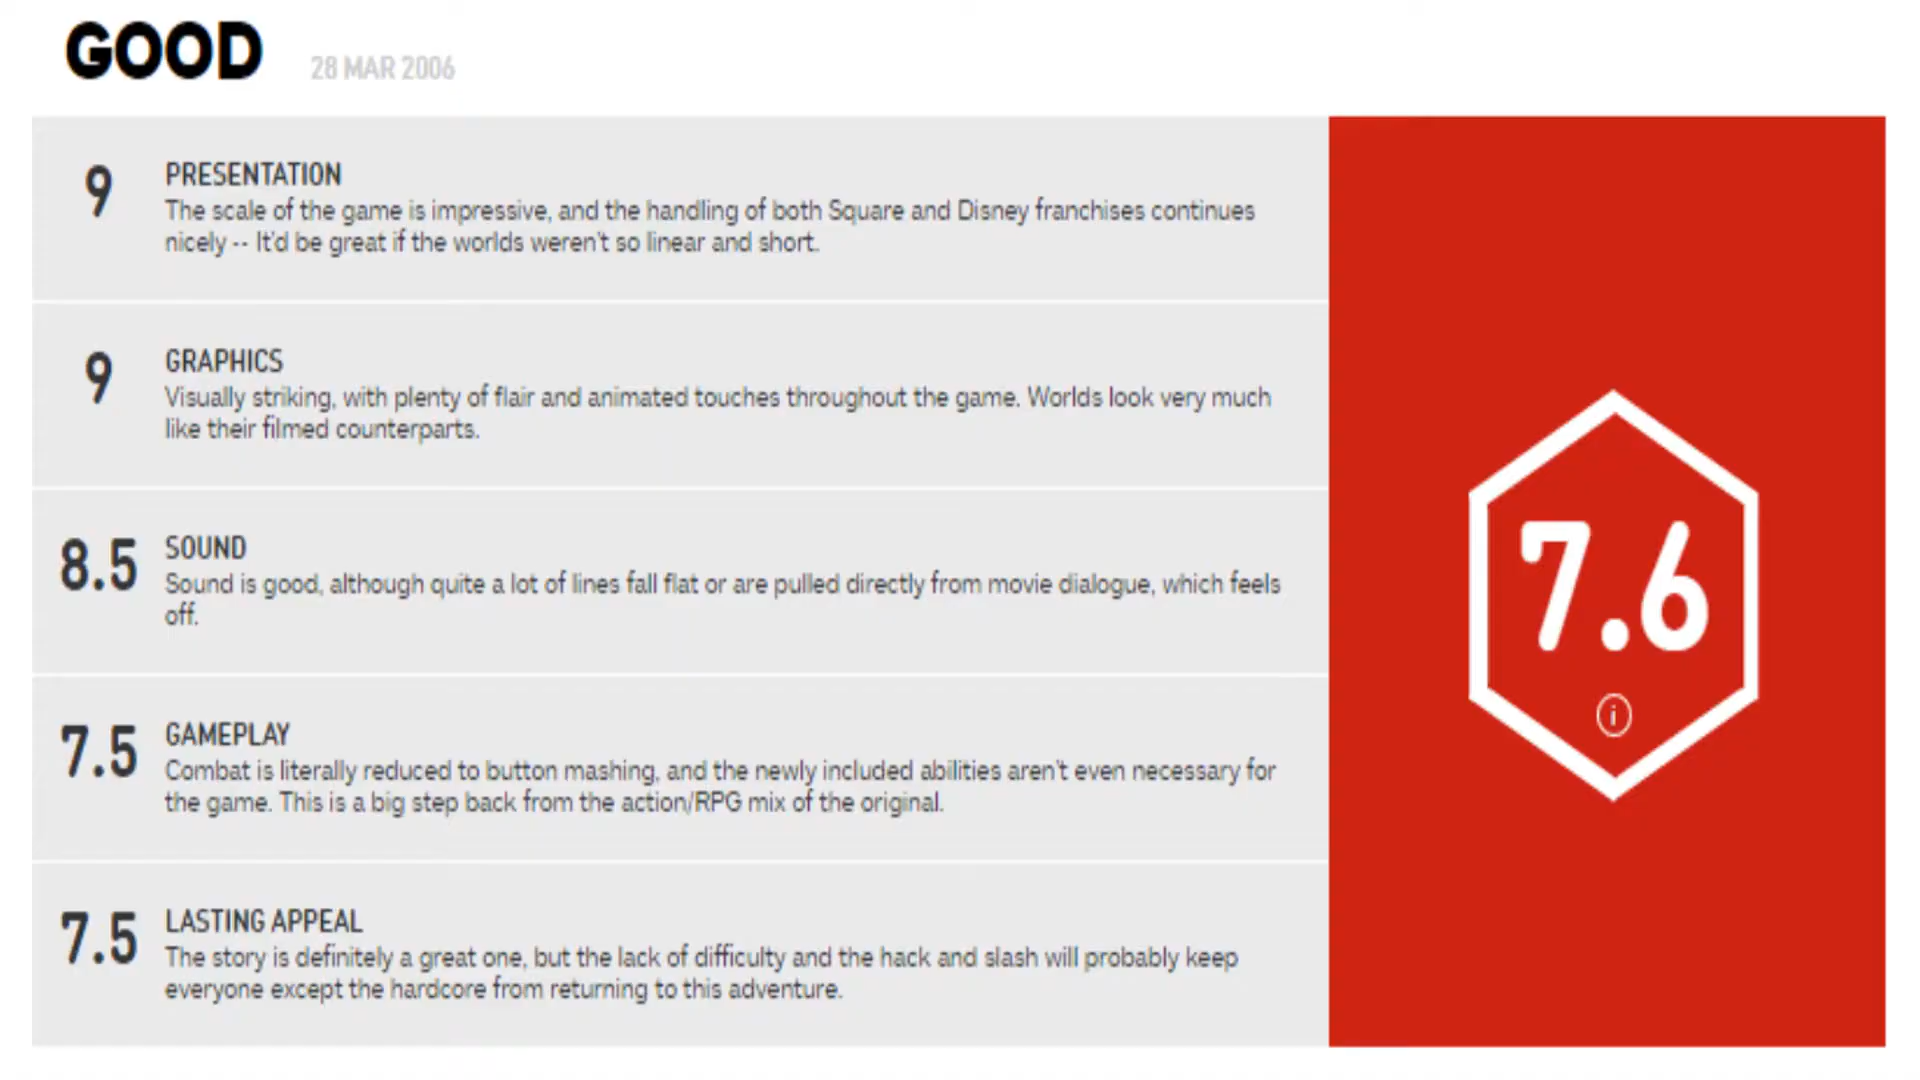 GOOD 28 MAR 2006
9 PRESENTATION
The scale of the game is impressive, and the handling of both Square and Disney franchises continues
nicely -- It'd be great if the worlds weren't so linear and short.
9 GRAPHICS
Visually striking, with plenty of flair and animated touches throughout the game. Worlds look very much
like their filmed counterparts.
8.5 SOUND
Sound is good, although quite a lot of lines fall flat or are pulled directly from movie dialogue, which feels
off.
7.5 GAMEPLAY
Combat is literally reduced to button mashing, and the newly included abilities aren't even necessary for
the game. This is a big step back from the action/RPG mix of the original.
7.5 LASTING APPEAL
The story is definitely a great one, but the lack of difficulty and the hack and slash will probably keep
everyone except the hardcore from returning to this adventure.
7.6
i